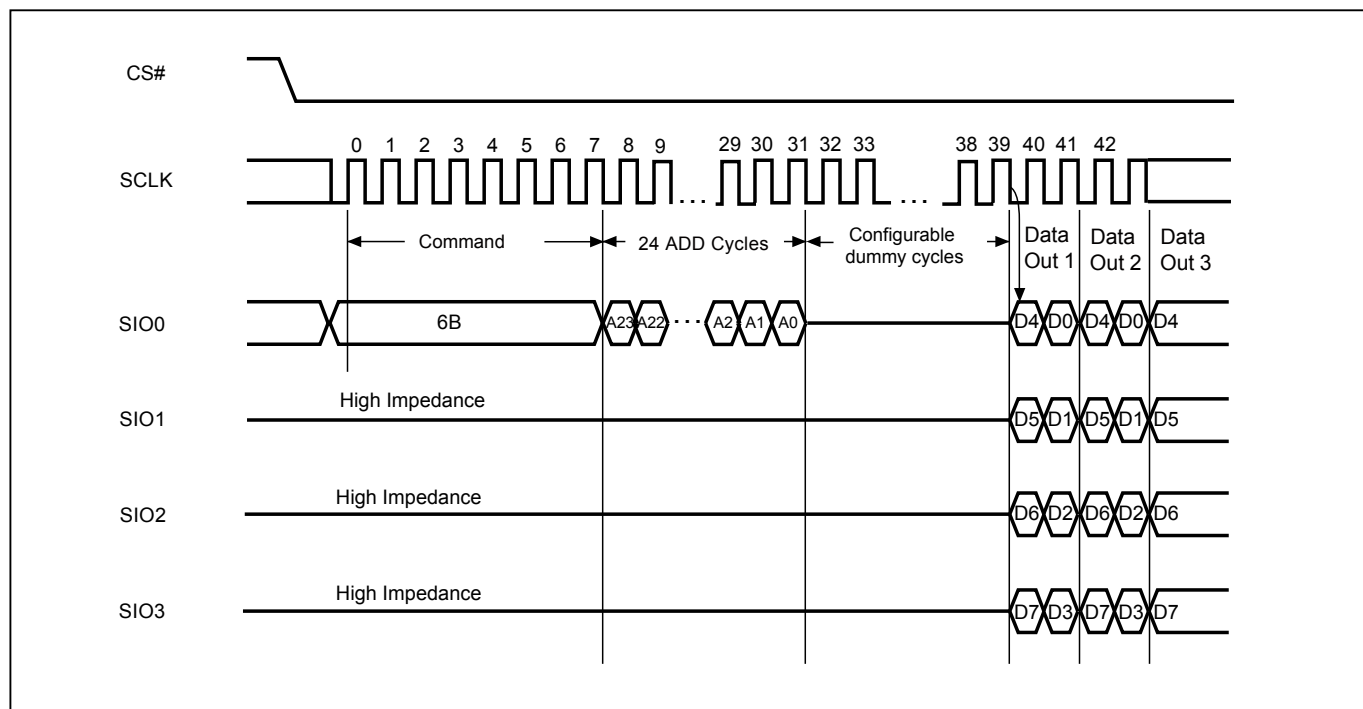 CS#
0 1 2 3 4 5 6 7 8 9 29 30 31 32 33 38 39 40 41 42
SCLK
Command
24 ADD Cycles
Configurable
dummy cycles
Data
Out 1
Data
Out 2
Data
Out 3
SIO0
6B
A23 A22 A2 A1 A0
D4 D0 D4 D0 D4
High Impedance
SIO1
D5 D1 D5 D1 D5
High Impedance
SIO2
D6 D2 D6 D2 D6
High Impedance
SIO3
D7 D3 D7 D3 D7